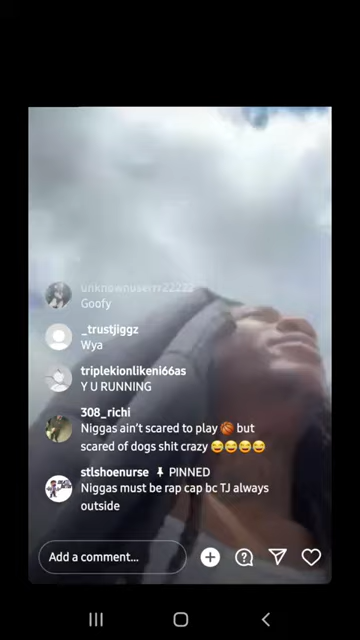 unknownuserrr22222
Goofy
_trustjiggz
Wya
triplekionlikeni66as
Y U RUNNING
308_richi
Niggas ain't scared to play 🏀 but
scared of dogs shit crazy 😂😂😂😂
stlshoenurse 📌 PINNED
Niggas must be rap cap bc TJ always
outside
Add a comment...